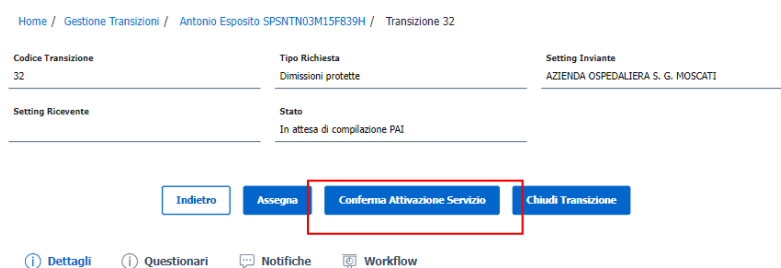 Home / Gestione Transizioni / Antonio Esposito SPSNTN03M15F839H / Transizione 32
Codice Transizione Tipo Richiesta Setting Inviante
32 Dimissioni protette AZIENDA OSPEDALIERA S. G. MOSCATI
Setting Ricevente Stato
In attesa di compilazione PAI
Indietro Assegna Conferma Attivazione Servizio Chiudi Transizione
Dettagli Questionari Notifiche Workflow